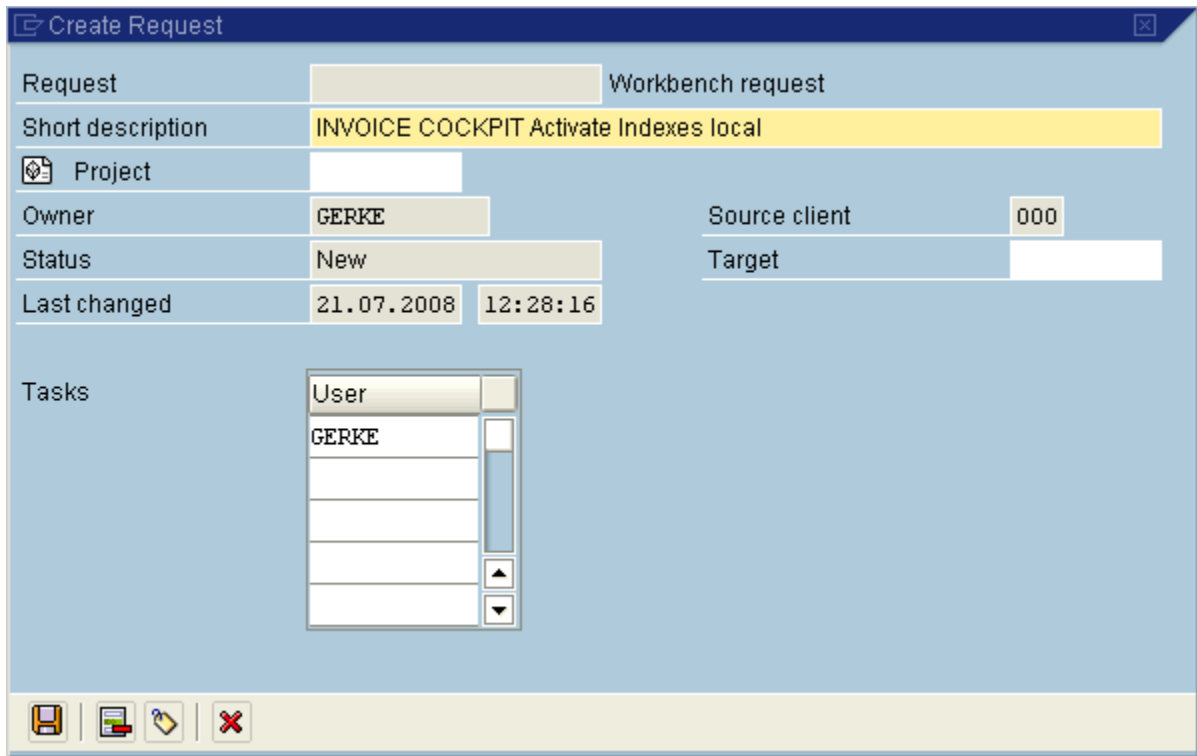 Create Request
Request Workbench request
Short description INVOICE COCKPIT Activate Indexes local
Project
Owner GERKE Source client 000
Status New Target
Last changed 21.07.2008 12:28:16
Tasks User
GERKE